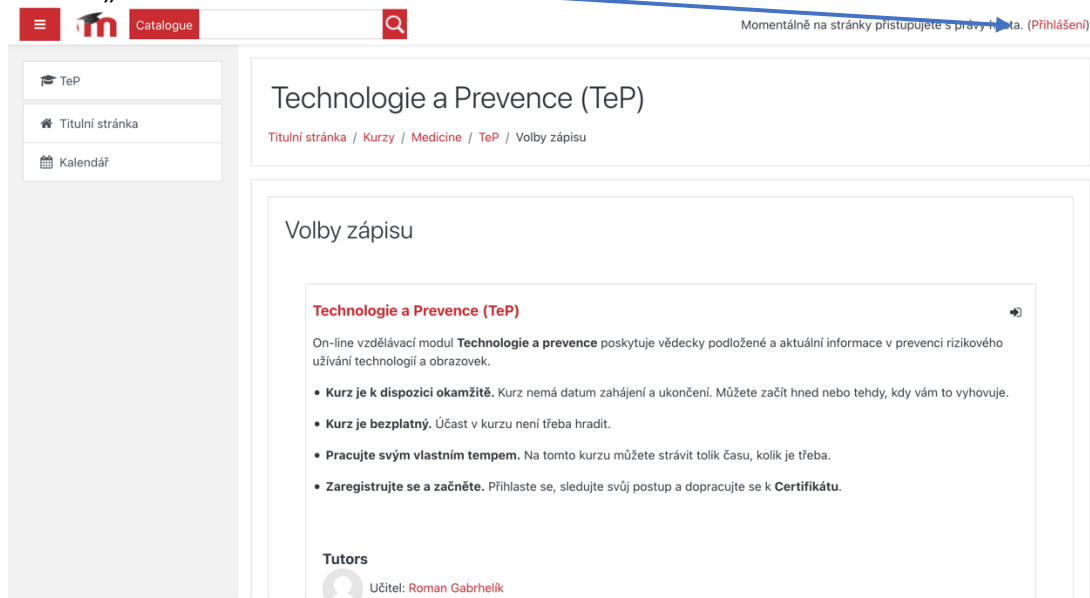 „
Catalogue
Momentálně na stránky přistupujete s právy hosta. (Přihlášení)
TeP
Titulní stránka
Kalendář
Technologie a Prevence (TeP)
Titulní stránka / Kurzy / Medicine / TeP / Volby zápisu
Volby zápisu
Technologie a Prevence (TeP)
On-line vzdělávací modul Technologie a prevence poskytuje vědecky podložené a aktuální informace v prevenci rizikového
užívání technologií a obrazovek.
• Kurz je k dispozici okamžitě. Kurz nemá datum zahájení a ukončení. Můžete začít hned nebo tehdy, kdy vám to vyhovuje.
• Kurz je bezplatný. Účast v kurzu není třeba hradit.
• Pracujte svým vlastním tempem. Na tomto kurzu můžete strávit tolik času, kolik je třeba.
• Zaregistrujte se a začněte. Přihlaste se, sledujte svůj postup a dopracujte se k Certifikátu.
Tutors
Učitel: Roman Gabrhelík